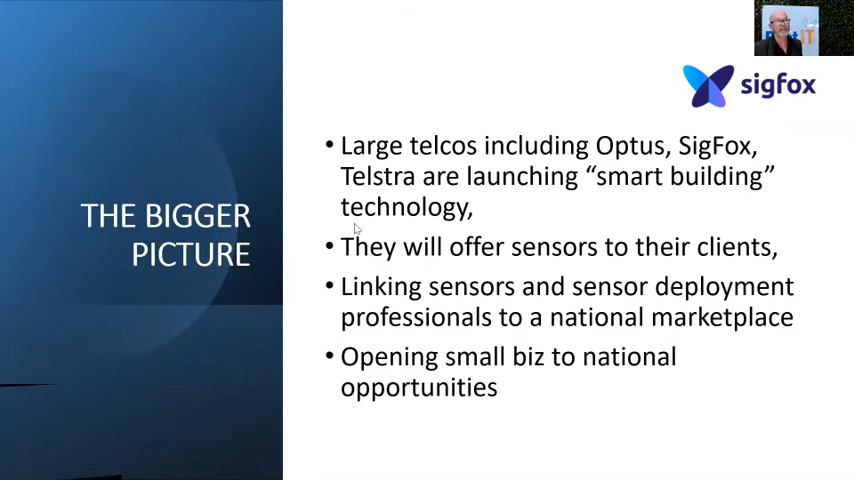 sigfox
THE BIGGER
PICTURE
• Large telcos including Optus, SigFox,
Telstra are launching “smart building”
technology,
• They will offer sensors to their clients,
• Linking sensors and sensor deployment
professionals to a national marketplace
• Opening small biz to national
opportunities